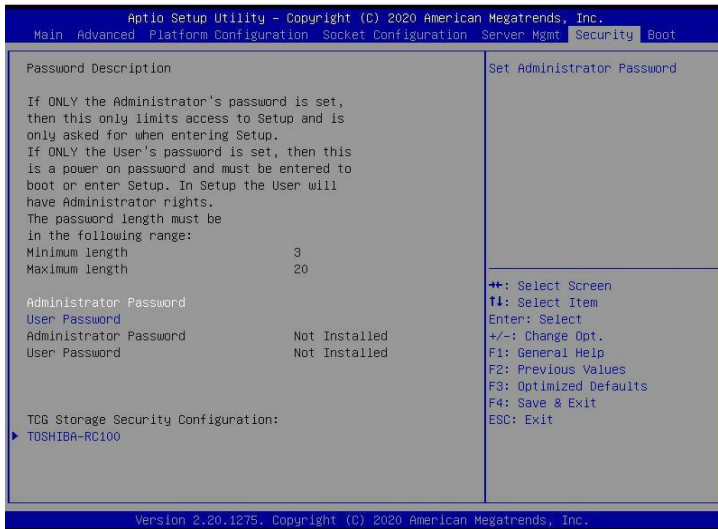 Aptio Setup Utility – Copyright (C) 2020 American Megatrends, Inc.
Main Advanced Platform Configuration Socket Configuration Server Mgmt Security Boot
Password Description
If ONLY the Administrator's password is set,
then this only limits access to Setup and is
only asked for when entering Setup.
If ONLY the User's password is set, then this
is a power on password and must be entered to
boot or enter Setup. In Setup the User will
have Administrator rights.
The password length must be
in the following range:
Minimum length 3
Maximum length 20
Administrator Password
User Password
Administrator Password Not Installed
User Password Not Installed
TCG Storage Security Configuration:
TOSHIBA-RC100
Set Administrator Password
→←: Select Screen
↑↓: Select Item
Enter: Select
+/-: Change Opt.
F1: General Help
F2: Previous Values
F3: Optimized Defaults
F4: Save & Exit
ESC: Exit
Version 2.20.1275. Copyright (C) 2020 American Megatrends, Inc.